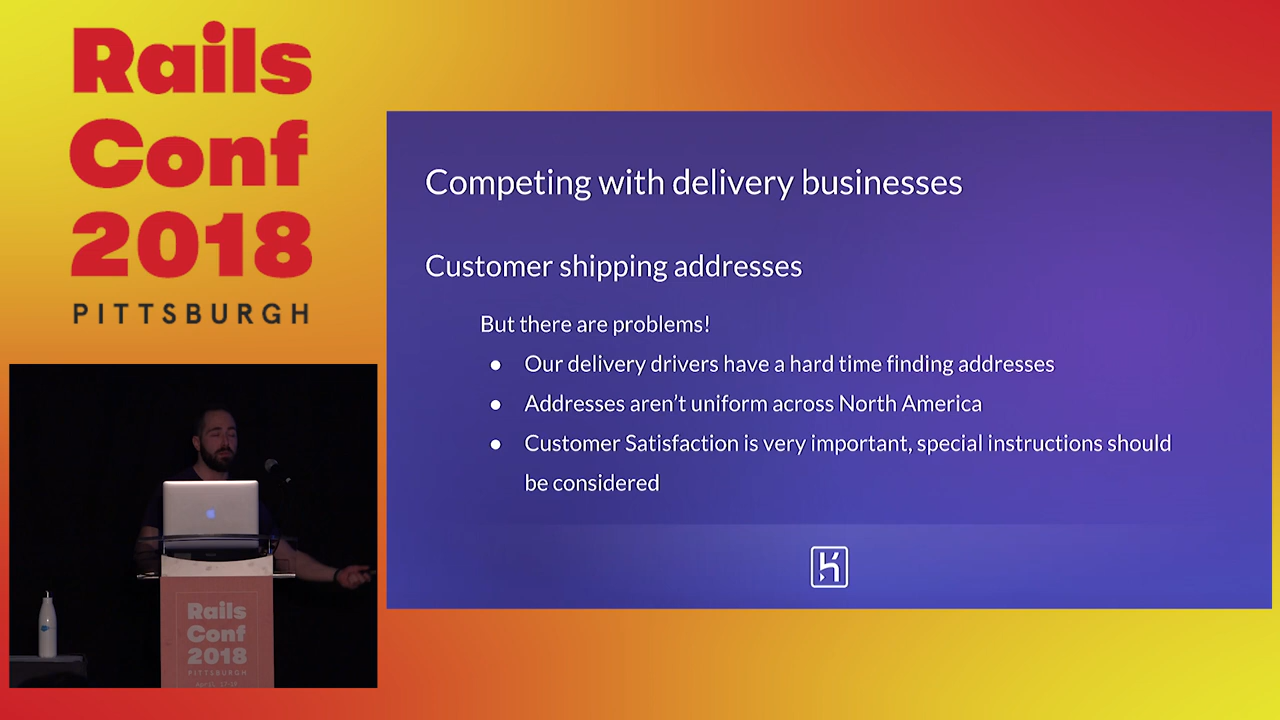 Rails
Conf
2018
PITTSBURGH
Competing with delivery businesses
Customer shipping addresses
But there are problems!
● Our delivery drivers have a hard time finding addresses
● Addresses aren't uniform across North America
● Customer Satisfaction is very important, special instructions should
be considered
Rails
Conf
2018
PITTSBURGH